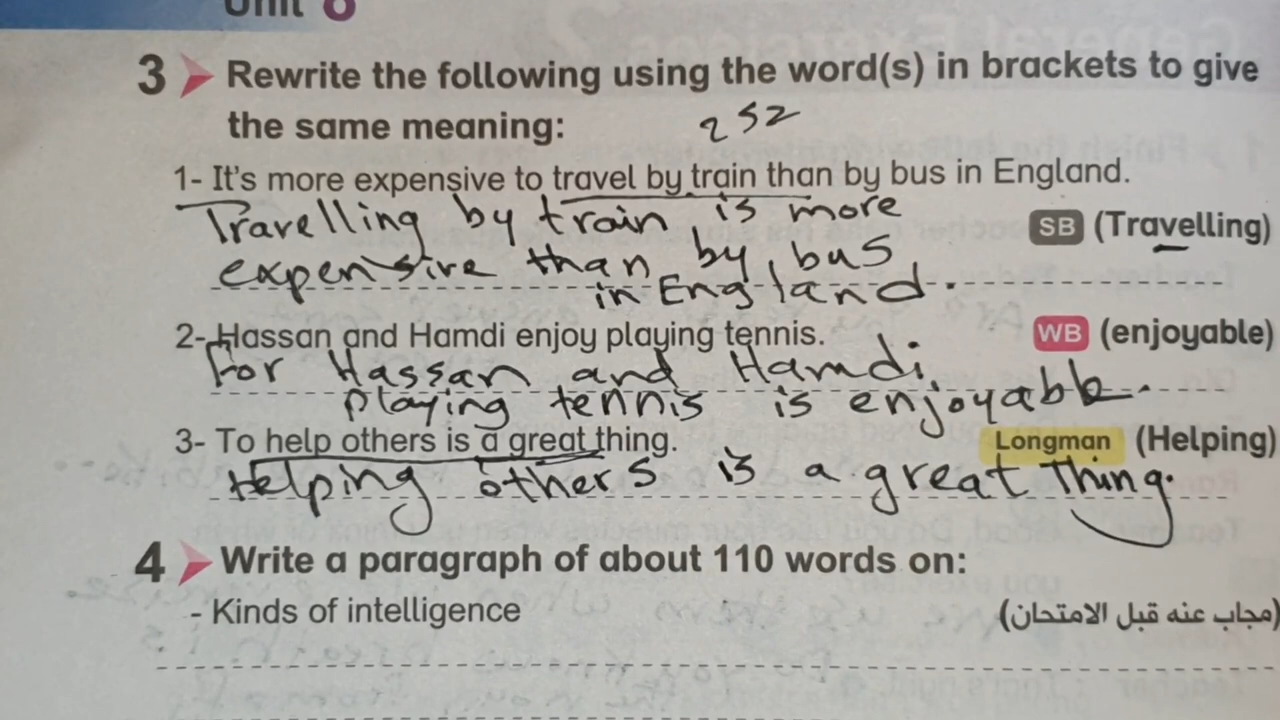 Unit 8
3 Rewrite the following using the word(s) in brackets to give
the same meaning:
252
1- It's more expensive to travel by train than by bus in England.
Travelling by train is more
SB (Travelling)
expensive than by bus
in England.
2- Hassan and Hamdi enjoy playing tennis.
WB (enjoyable)
For Hassan and Hamdi,
playing tennis is enjoyable.
3- To help others is a great thing.
Longman (Helping)
Helping others is a great thing.
4 Write a paragraph of about 110 words on:
- Kinds of intelligence
(مجاب عنه قبل الامتحان)